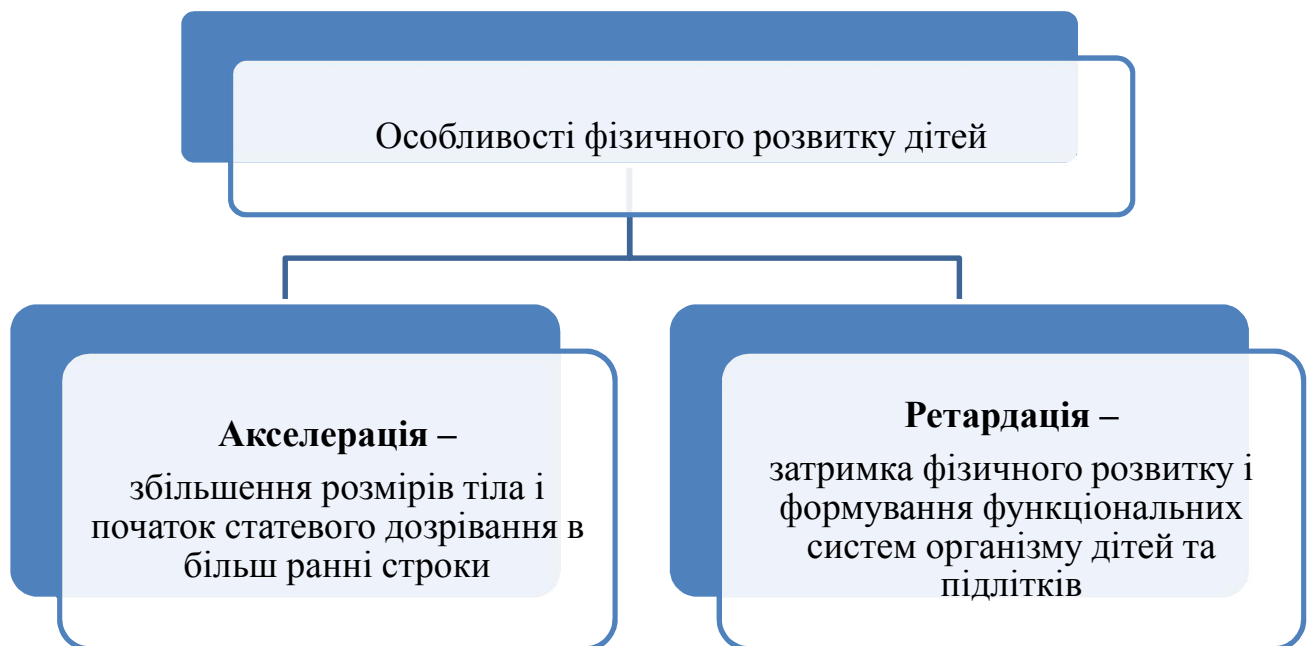 Особливості фізичного розвитку дітей
Акселерація –
збільшення розмірів тіла і
початок статевого дозрівання в
більш ранні строки
Ретардація –
затримка фізичного розвитку і
формування функціональних
систем організму дітей та
підлітків